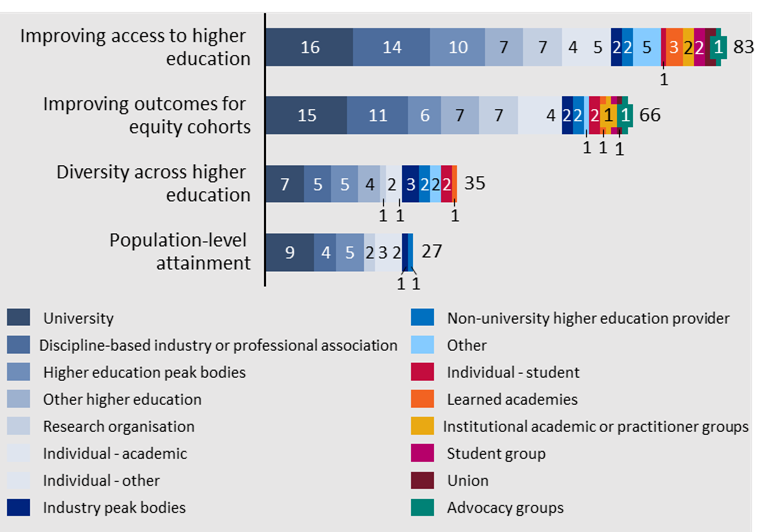 Improving access to higher
education
16 14 10 7 7 4 5 2 2 5 3 2 2 1 83
1
Improving outcomes for
equity cohorts
15 11 6 7 7 4 2 2 2 1 1 66
1 1 1
Diversity across higher
education
7 5 5 4 2 3 2 2 2 35
1 1 1
Population-level
attainment
9 4 5 2 3 2 27
1 1
University
Non-university higher education provider
Discipline-based industry or professional association
Other
Higher education peak bodies
Individual - student
Other higher education
Learned academies
Research organisation
Institutional academic or practitioner groups
Individual - academic
Student group
Individual - other
Union
Industry peak bodies
Advocacy groups